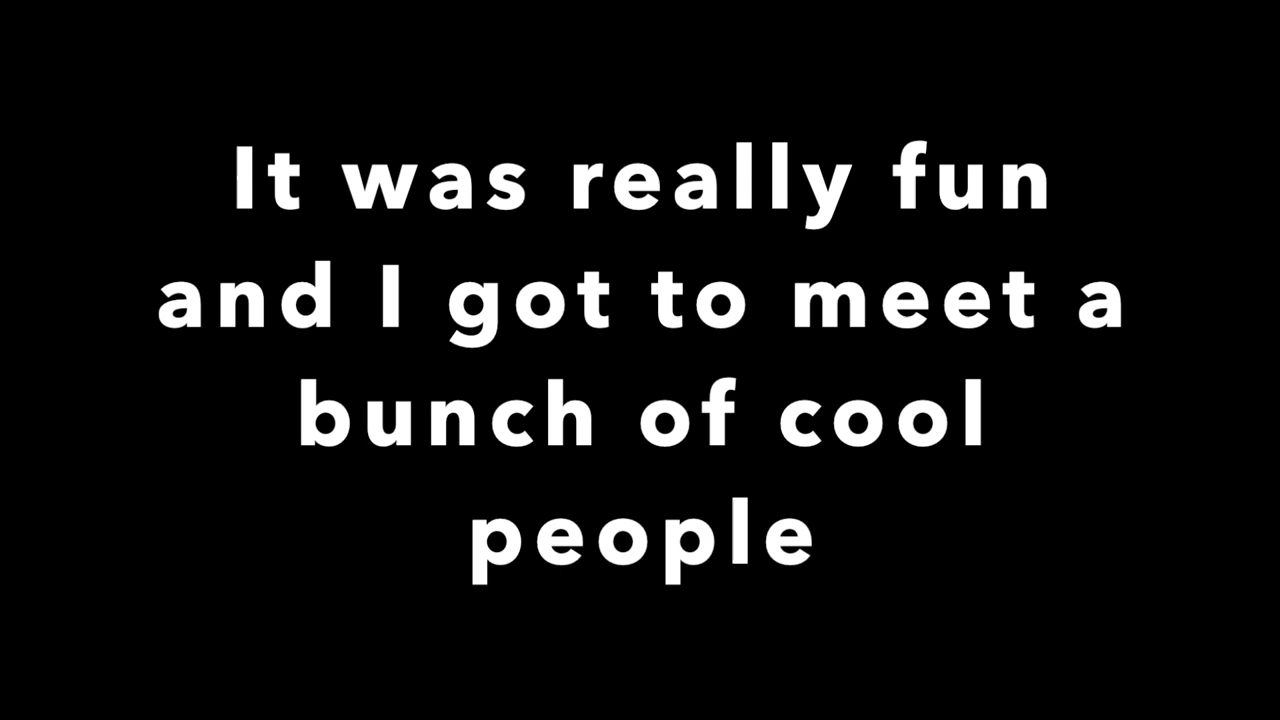 It was really fun
and I got to meet a
bunch of cool
people